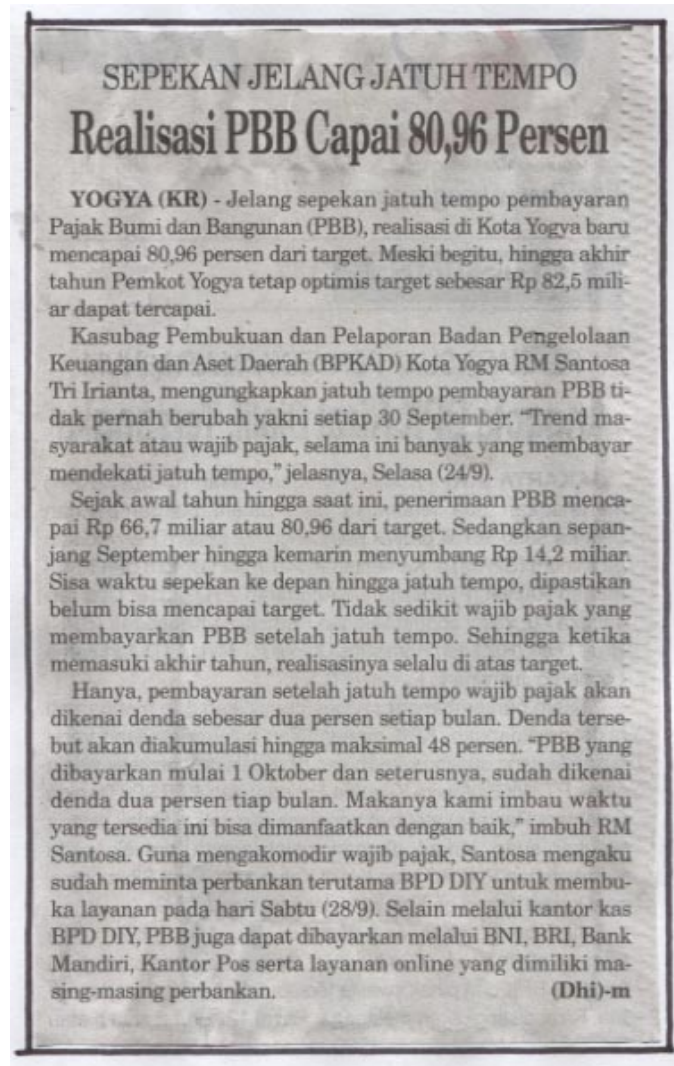 SEPEKAN JELANG JATUH TEMPO
Realisasi PBB Capai 80,96 Persen
YOGYA (KR) - Jelang sepekan jatuh tempo pembayaran
Pajak Bumi dan Bangunan (PBB), realisasi di Kota Yogya baru
mencapai 80,96 persen dari target. Meski begitu, hingga akhir
tahun Pemkot Yogya tetap optimis target sebesar Rp 82,5 mili-
ar dapat tercapai.
Kasubag Pembukuan dan Pelaporan Badan Pengelolaan
Keuangan dan Aset Daerah (BPKAD) Kota Yogya RM Santosa
Tri Irianta, mengungkapkan jatuh tempo pembayaran PBB ti-
dak pernah berubah yakni setiap 30 September. “Trend ma-
syarakat atau wajib pajak, selama ini banyak yang membayar
mendekati jatuh tempo,” jelasnya, Selasa (24/9).
Sejak awal tahun hingga saat ini, penerimaan PBB menca-
pai Rp 66,7 miliar atau 80,96 dari target. Sedangkan sepan-
jang September hingga kemarin menyumbang Rp 14,2 miliar.
Sisa waktu sepekan ke depan hingga jatuh tempo, dipastikan
belum bisa mencapai target. Tidak sedikit wajib pajak yang
membayarkan PBB setelah jatuh tempo. Sehingga ketika
memasuki akhir tahun, realisasinya selalu di atas target.
Hanya, pembayaran setelah jatuh tempo wajib pajak akan
dikenai denda sebesar dua persen setiap bulan. Denda terse-
but akan diakumulasi hingga maksimal 48 persen. “PBB yang
dibayarkan mulai 1 Oktober dan seterusnya, sudah dikenai
denda dua persen tiap bulan. Makanya kami imbau waktu
yang tersedia ini bisa dimanfaatkan dengan baik,” imbuh RM
Santosa. Guna mengakomodir wajib pajak, Santosa mengaku
sudah meminta perbankan terutama BPD DIY untuk membu-
ka layanan pada hari Sabtu (28/9). Selain melalui kantor kas
BPD DIY, PBB juga dapat dibayarkan melalui BNI, BRI, Bank
Mandiri, Kantor Pos serta layanan online yang dimiliki ma-
sing-masing perbankan. (Dhi)-m